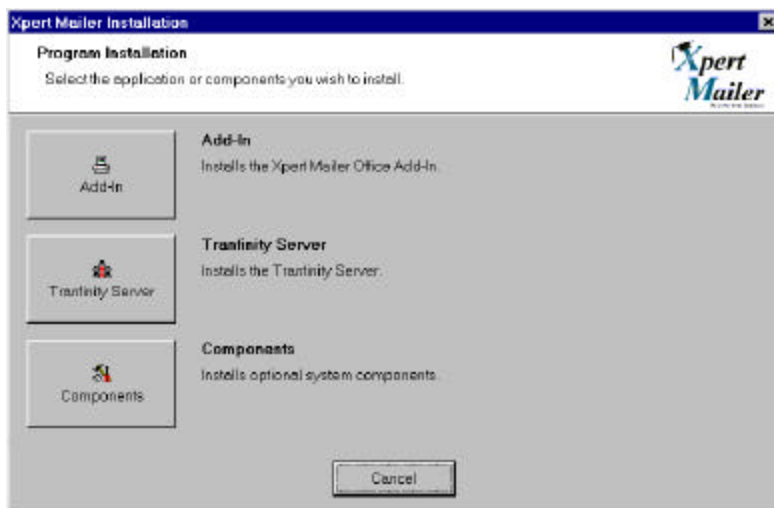 Xpert Mailer Installation
Program Installation
Select the application or components you wish to install.
Xpert
Mailer
Add-In
Add-In
Installs the Xpert Mailer Office Add-In.
Tranfinity Server
Tranfinity Server
Installs the Tranfinity Server.
Components
Components
Installs optional system components.
Cancel